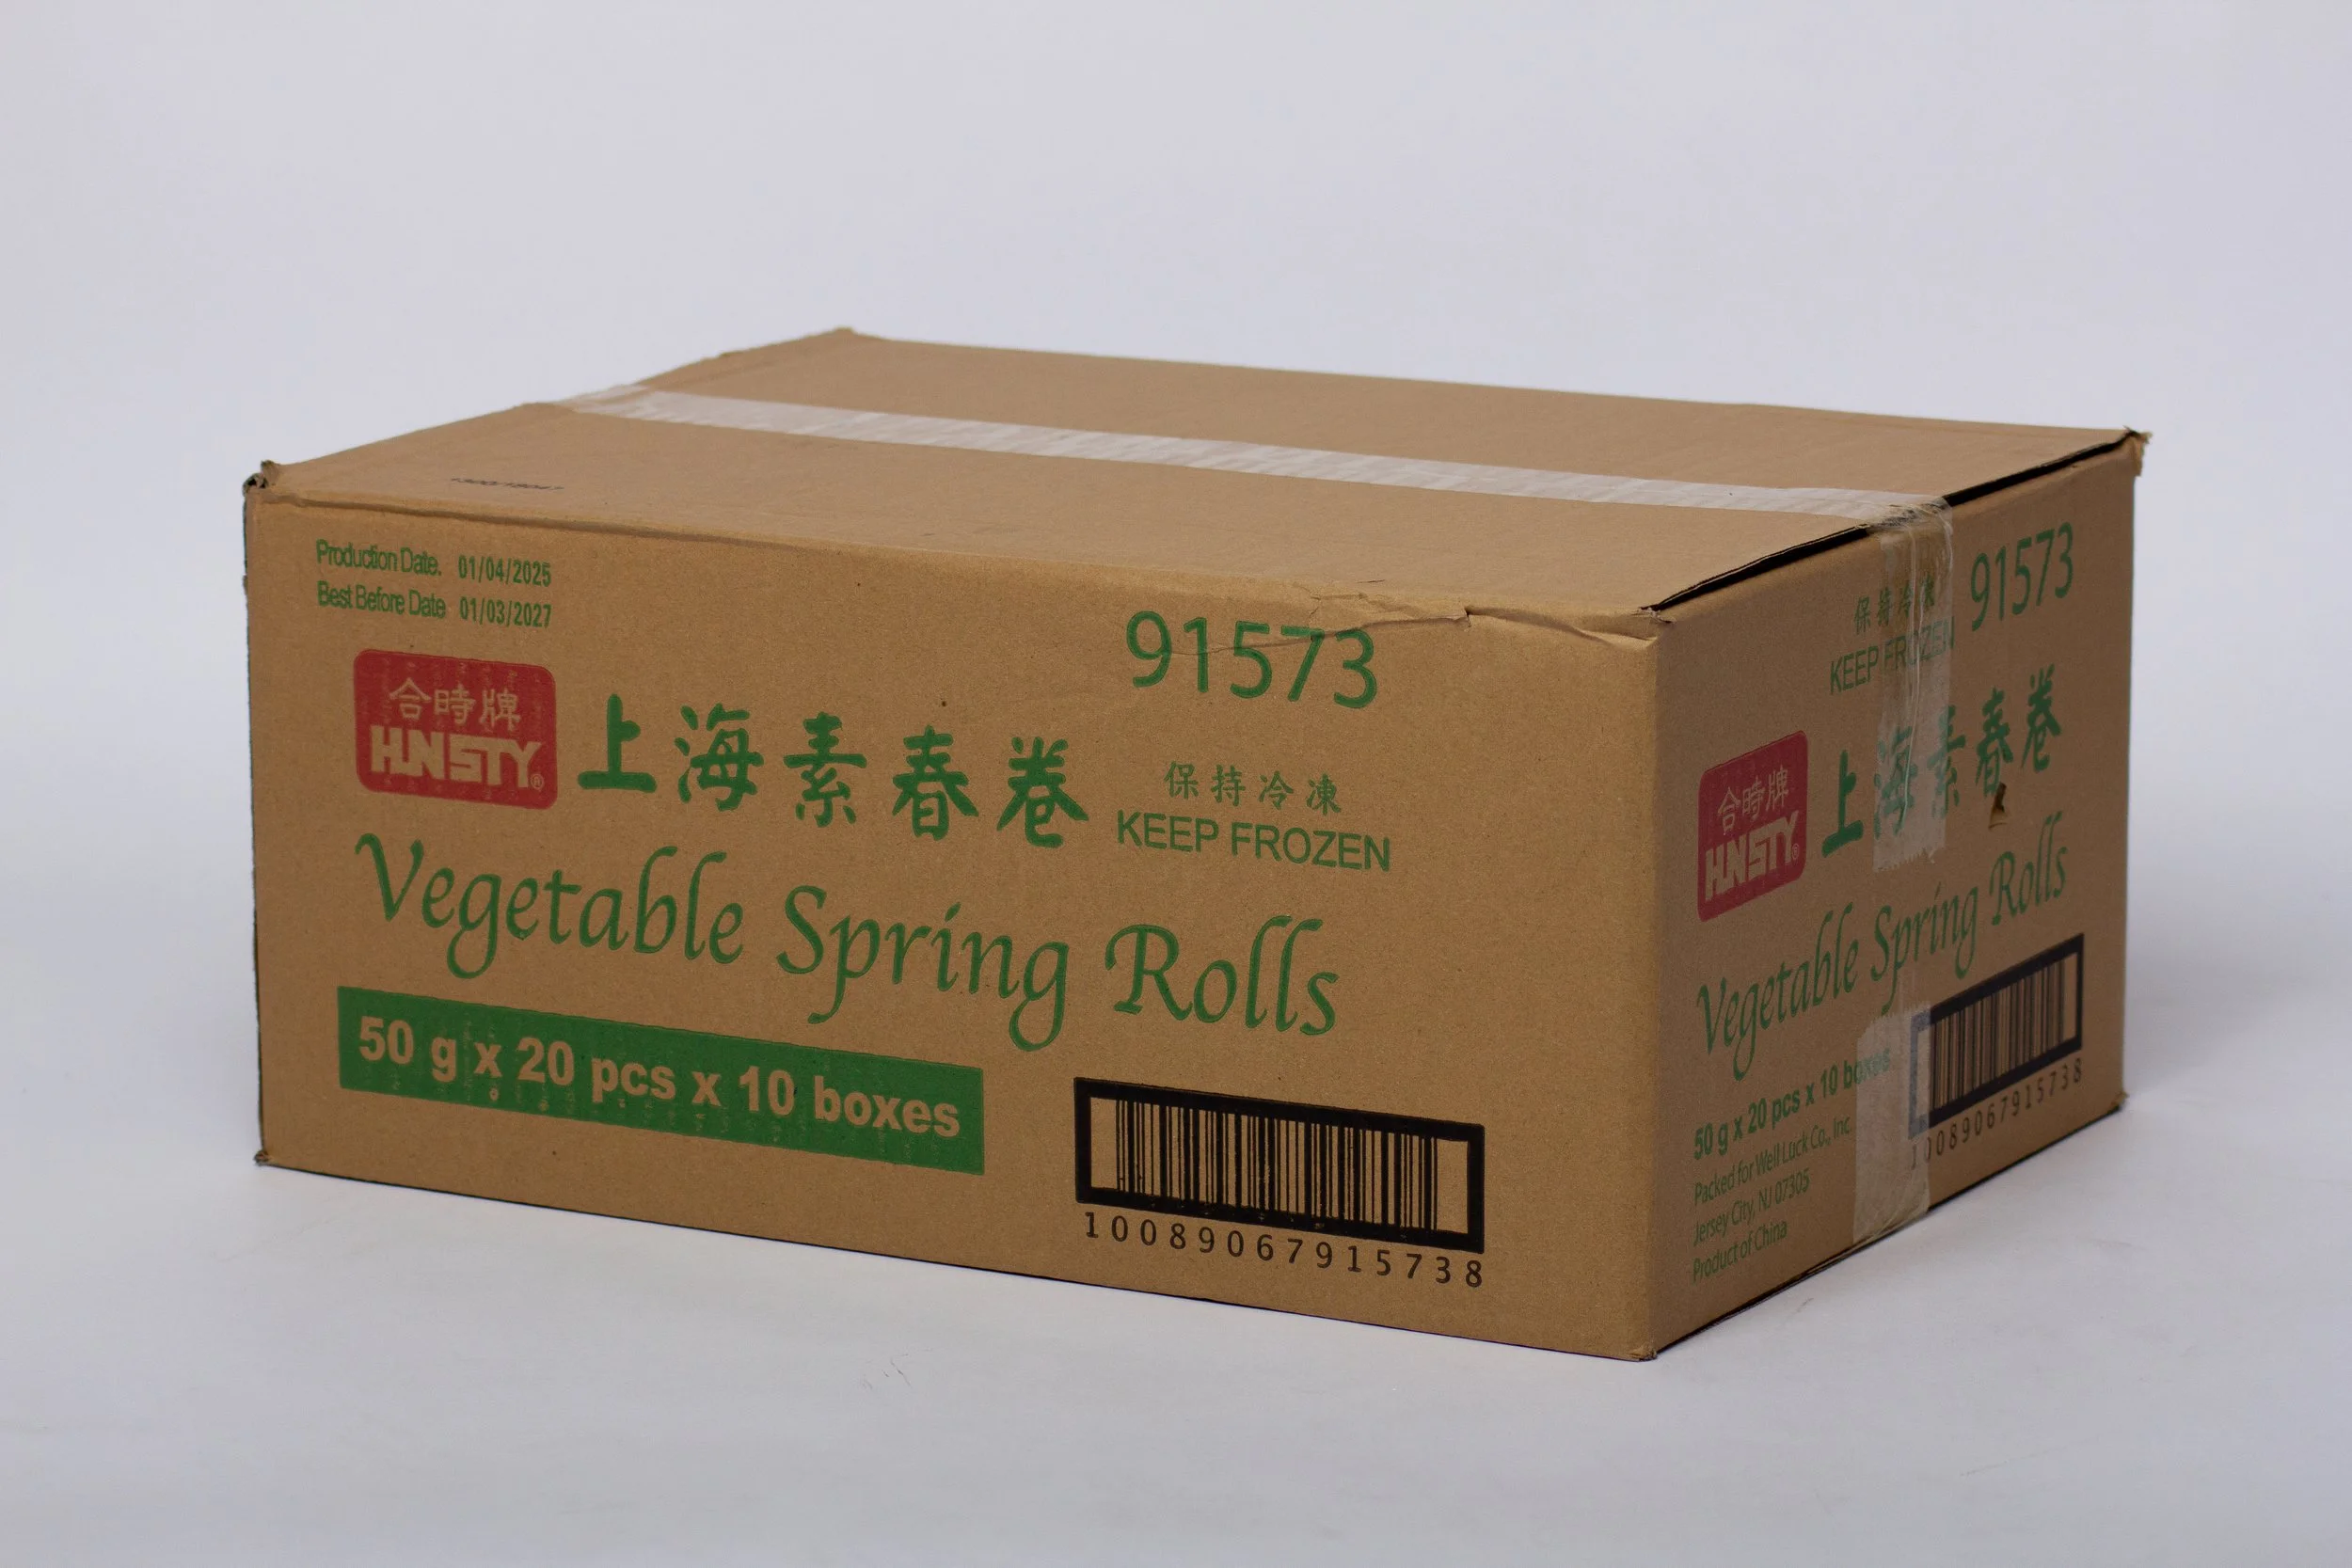 Production Date. 01/04/2025
Best Before Date 01/03/2027
91573
合時牌
HNSTY®
上海素春卷
保持冷凍
KEEP FROZEN
Vegetable Spring Rolls
50 g x 20 pcs x 10 boxes
10089067915738
91573
保持冷凍
KEEP FROZEN
合時牌
HNSTY®
上海素春卷
Vegetable Spring Rolls
50 g x 20 pcs x 10 boxes
Packed for Well Luck Co., Inc.
Jersey City, NJ 07305
Product of China
10089067915738